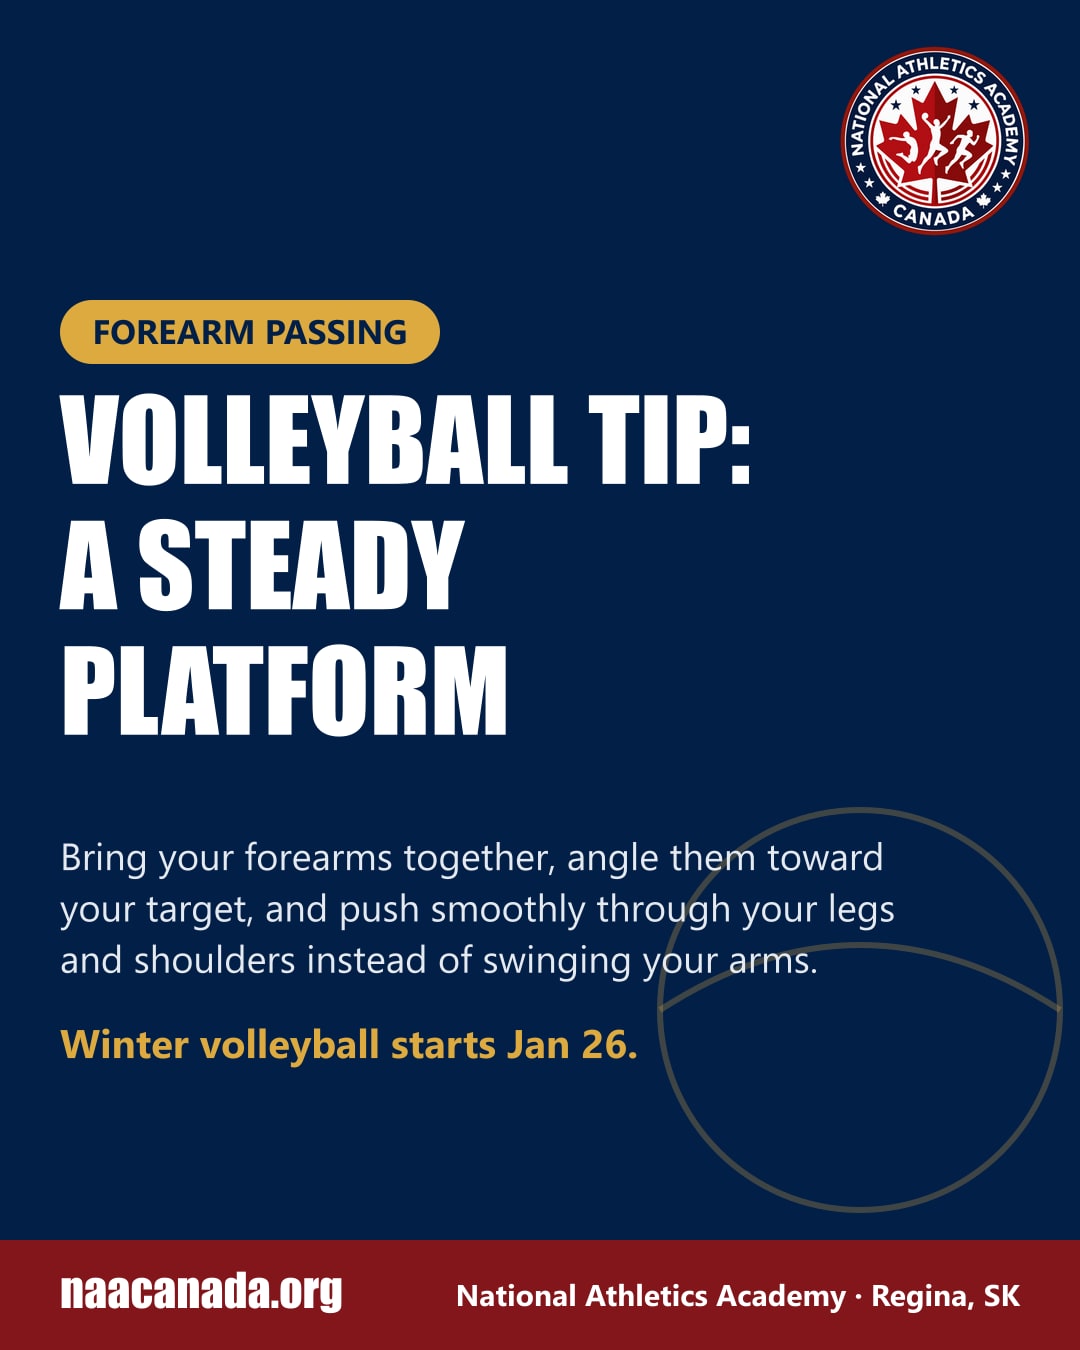 NATIONAL ATHLETICS ACADEMY
CANADA
FOREARM PASSING
VOLLEYBALL TIP:
A STEADY
PLATFORM
Bring your forearms together, angle them toward
your target, and push smoothly through your legs
and shoulders instead of swinging your arms.
Winter volleyball starts Jan 26.
naacanada.org
National Athletics Academy · Regina, SK